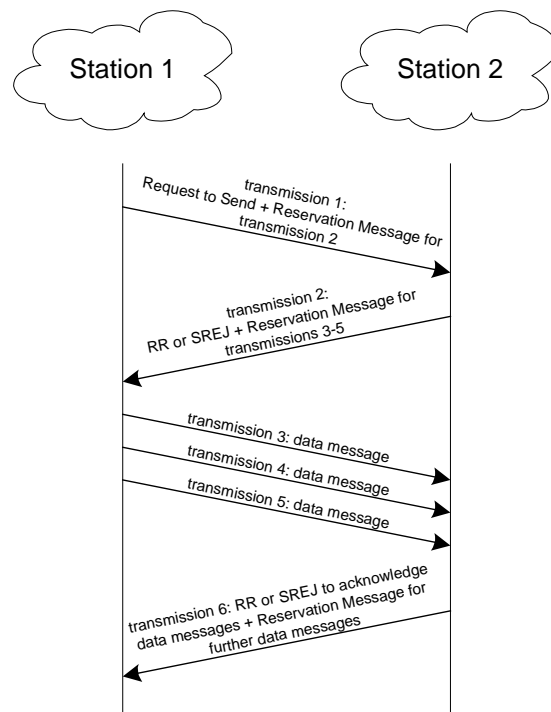 Station 1
Station 2
transmission 1:
Request to Send + Reservation Message for
transmission 2
transmission 2:
RR or SREJ + Reservation Message for
transmissions 3-5
transmission 3: data message
transmission 4: data message
transmission 5: data message
transmission 6: RR or SREJ to acknowledge
data messages + Reservation Message for
further data messages